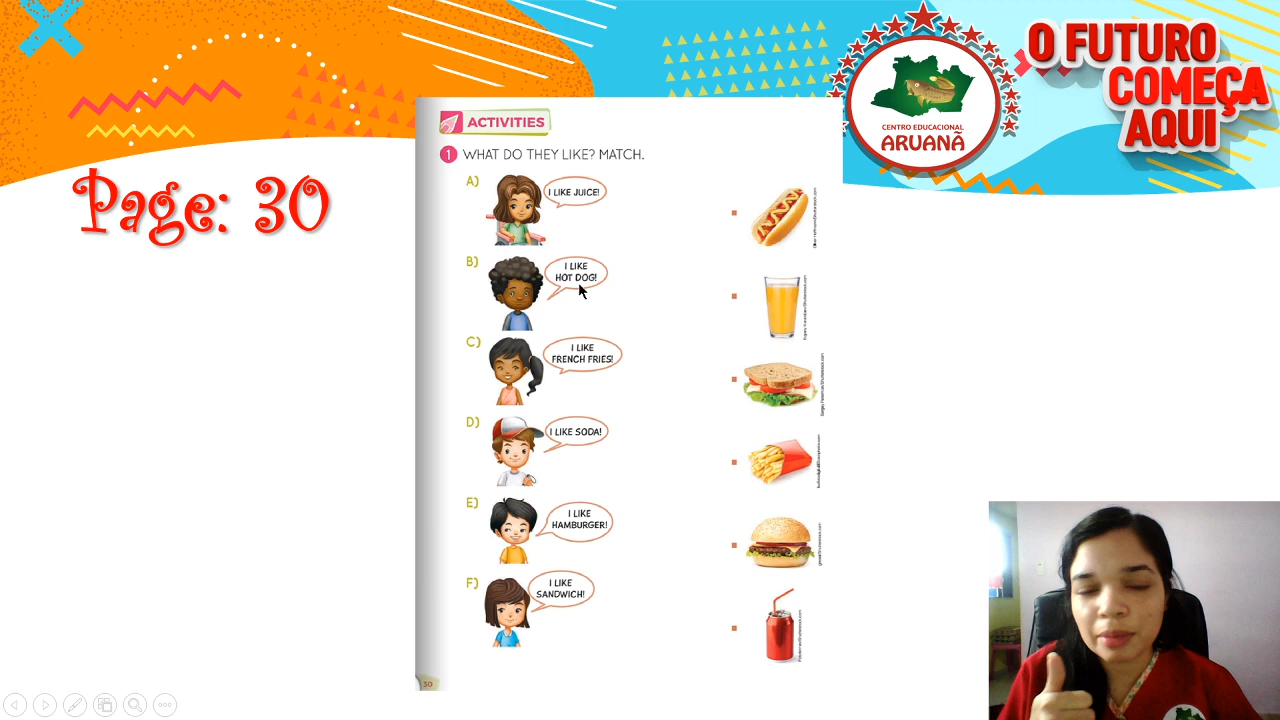 O FUTURO
COMEÇA
AQUI
CENTRO EDUCACIONAL
ARUANÃ
Page: 30
ACTIVITIES
1 WHAT DO THEY LIKE? MATCH.
A) I LIKE JUICE!
B) I LIKE
HOT DOG!
C) I LIKE
FRENCH FRIES!
D) I LIKE SODA!
E) I LIKE
HAMBURGER!
F) I LIKE
SANDWICH!
30